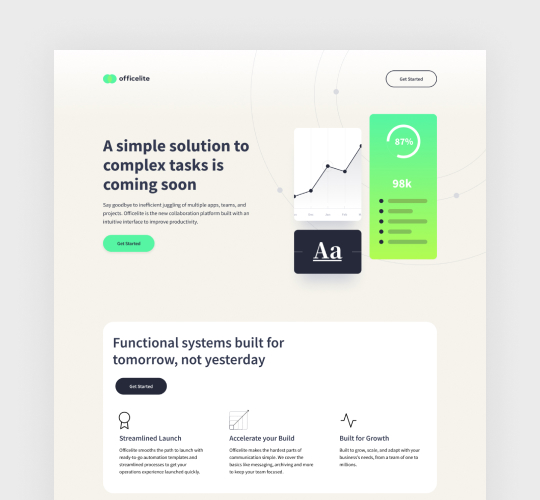 officelite
Get Started
A simple solution to
complex tasks is
coming soon
Say goodbye to inefficient juggling of multiple apps, teams, and
projects. Officelite is the new collaboration platform built with an
intuitive interface to improve productivity.
Get Started
87%
98k
Aa
Functional systems built for
tomorrow, not yesterday
Get Started
Streamlined Launch
Officelite smooths the path to launch with
ready-to-go automation templates and
streamlined processes to get your
operations experience launched quickly.
Accelerate your Build
Officelite makes the hardest parts of
communication simple. We cover the
basics like messaging, archiving and more
to keep your team focused.
Built for Growth
Built to grow, scale, and adapt with your
business's needs, from a team of one to
millions.